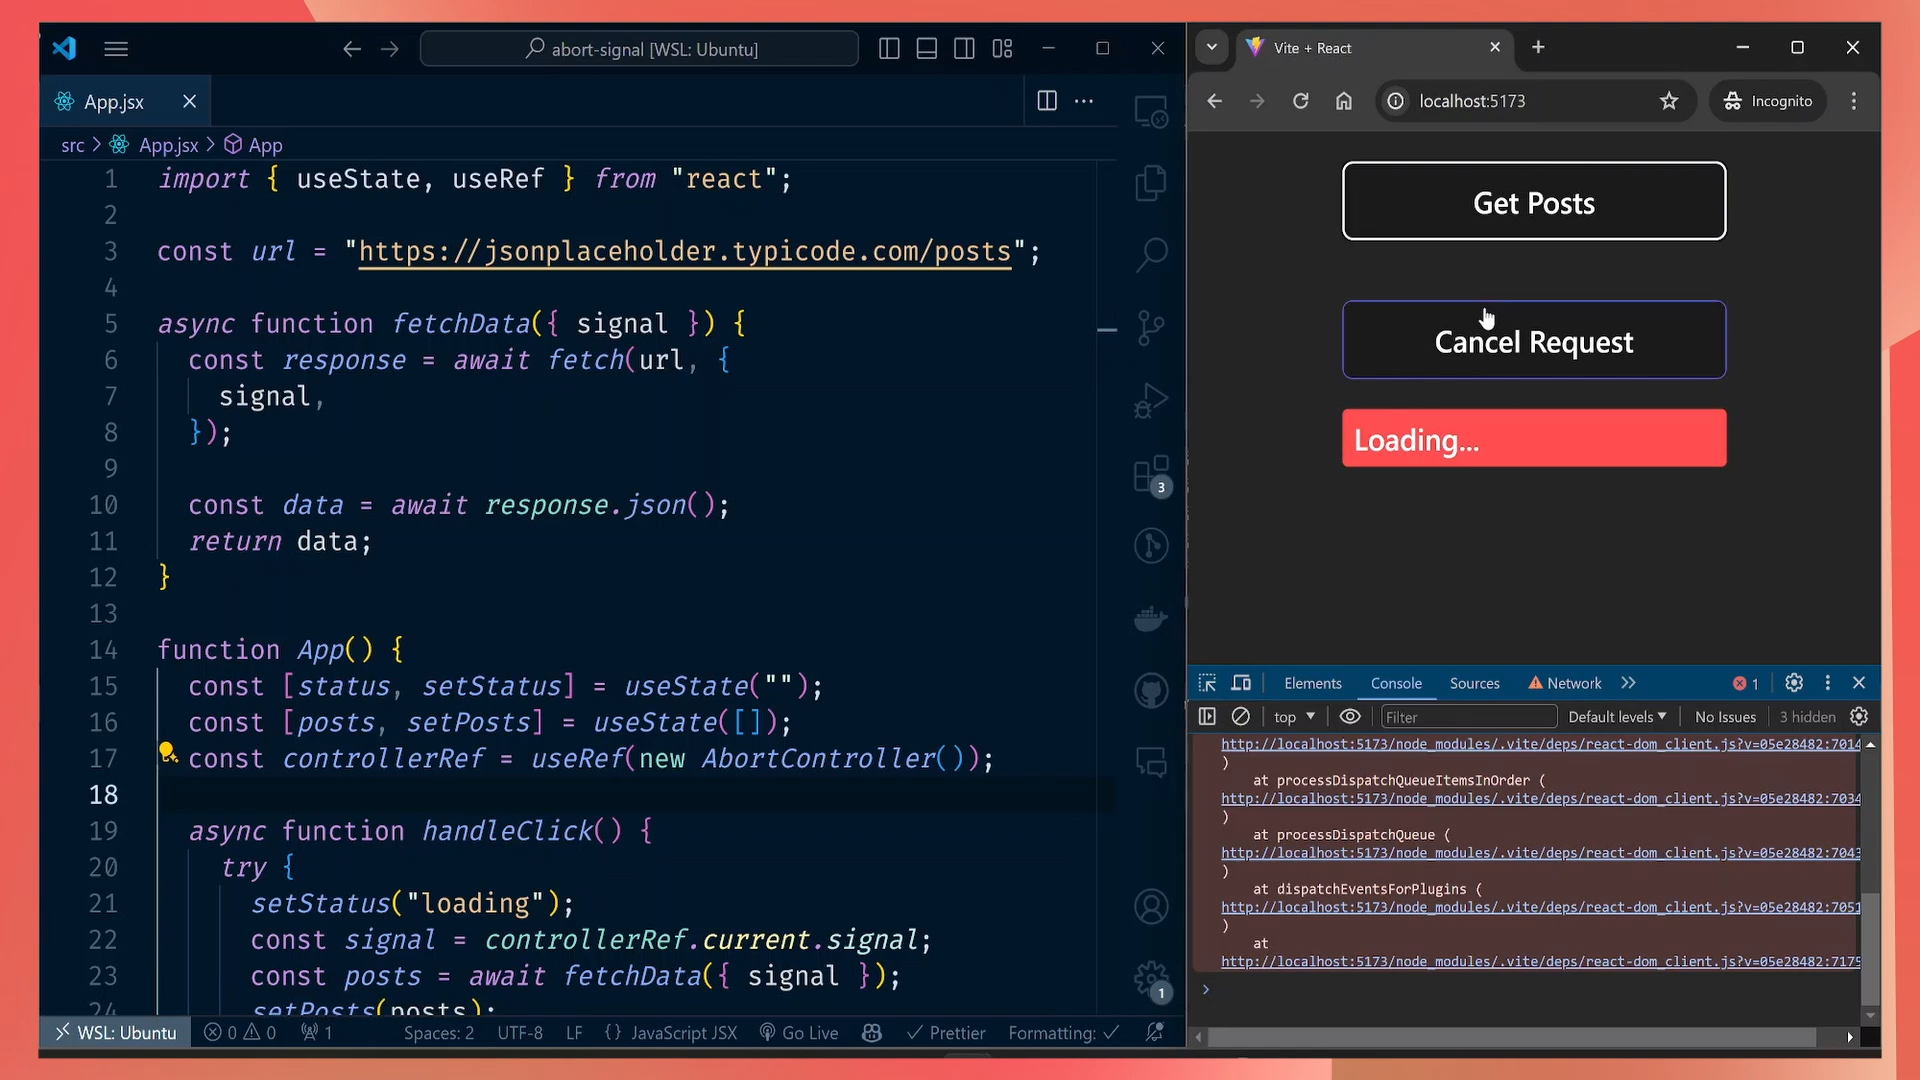 abort-signal [WSL: Ubuntu]
App.jsx
src > App.jsx > App
1 import { useState, useRef } from "react";
2
3 const url = "https://jsonplaceholder.typicode.com/posts";
4
5 async function fetchData({ signal }) {
6 const response = await fetch(url, {
7 signal,
8 });
9
10 const data = await response.json();
11 return data;
12 }
13
14 function App() {
15 const [status, setStatus] = useState("");
16 const [posts, setPosts] = useState([]);
17 const controllerRef = useRef(new AbortController());
18
19 async function handleClick() {
20 try {
21 setStatus("loading");
22 const signal = controllerRef.current.signal;
23 const posts = await fetchData({ signal });
24 setPosts(posts);
3
1
WSL: Ubuntu 0 0 1 Spaces: 2 UTF-8 LF {} JavaScript JSX Go Live Prettier Formatting: ✓
Vite + React
localhost:5173 Incognito
Get Posts
Cancel Request
Loading...
Elements Console Sources Network 1
top Filter Default levels No Issues 3 hidden
http://localhost:5173/node_modules/.vite/deps/react-dom_client.js?v=05e28482:7014
)
at processDispatchQueueItemsInOrder (
http://localhost:5173/node_modules/.vite/deps/react-dom_client.js?v=05e28482:7034
)
at processDispatchQueue (
http://localhost:5173/node_modules/.vite/deps/react-dom_client.js?v=05e28482:7043
)
at dispatchEventsForPlugins (
http://localhost:5173/node_modules/.vite/deps/react-dom_client.js?v=05e28482:7051
)
at
http://localhost:5173/node_modules/.vite/deps/react-dom_client.js?v=05e28482:7175
>